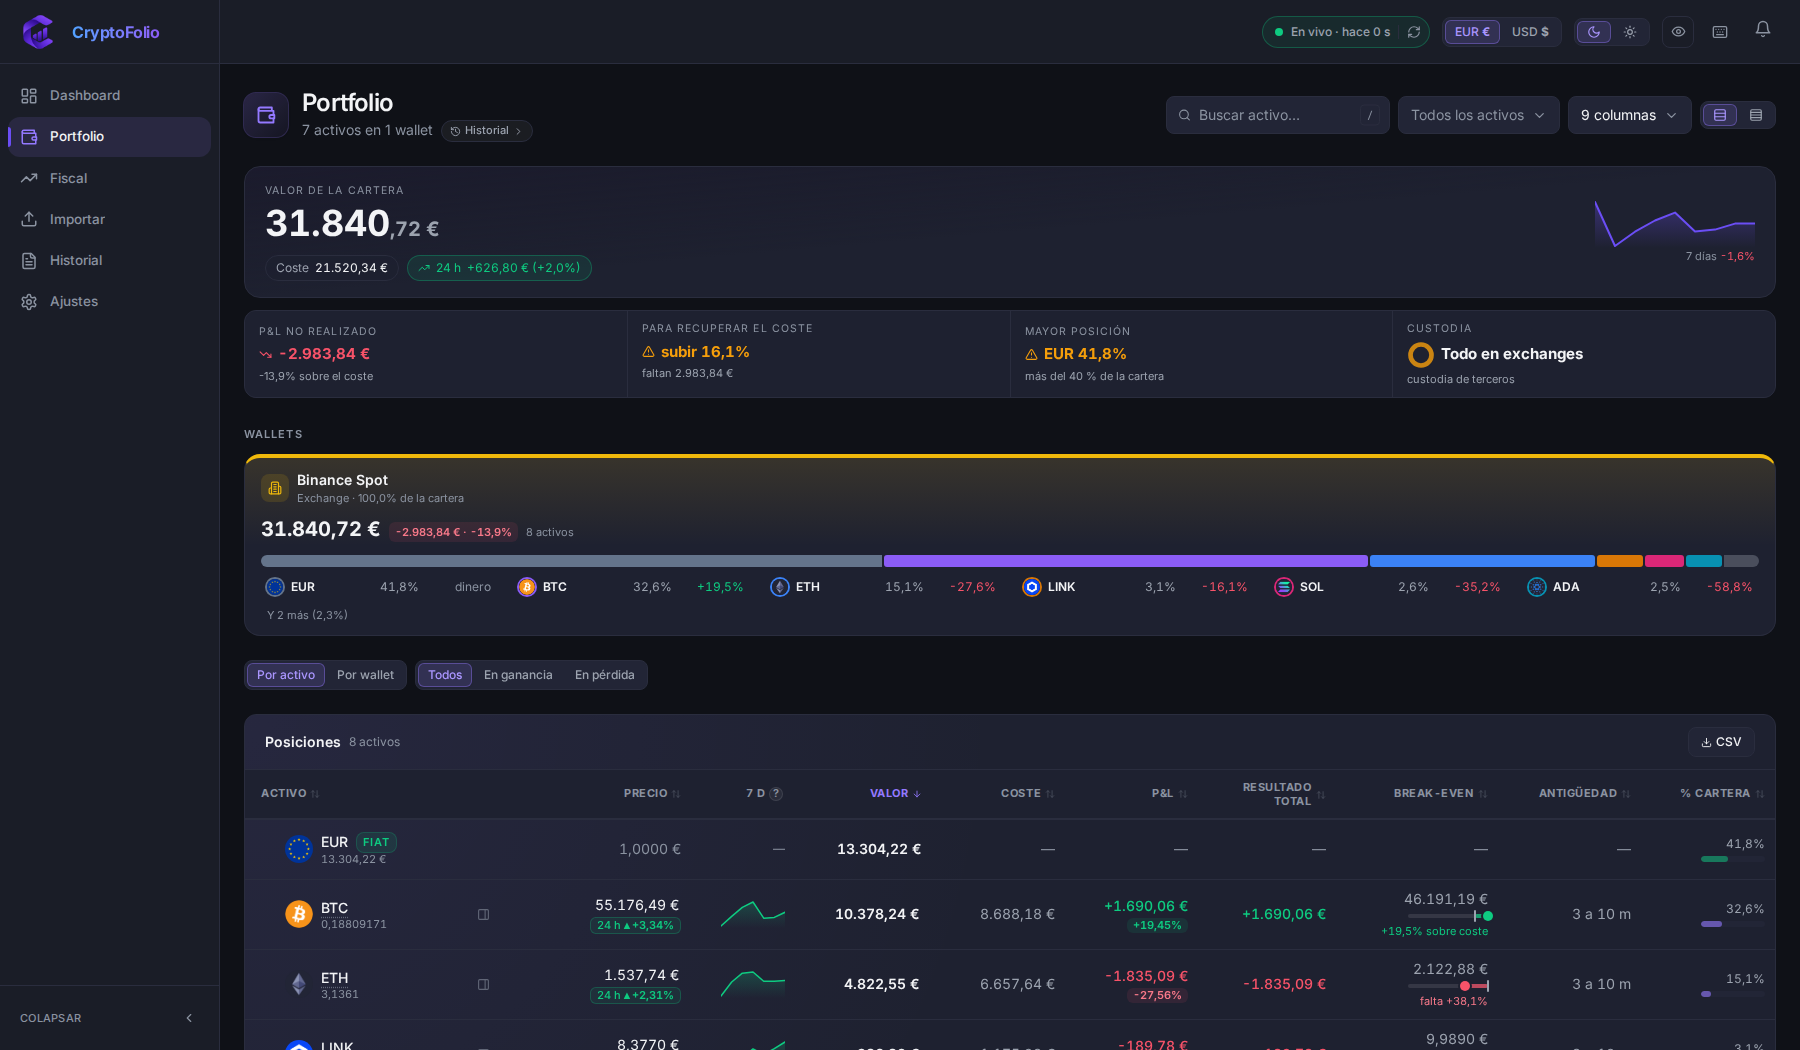 CryptoFolio
En vivo · hace 0 s
EUR €
USD $
Dashboard
Portfolio
Fiscal
Importar
Historial
Ajustes
COLAPSAR
Portfolio
7 activos en 1 wallet
Historial
Buscar activo...
/
Todos los activos
9 columnas
VALOR DE LA CARTERA
31.840,72 €
Coste 21.520,34 €
24 h +626,80 € (+2,0%)
7 días -1,6%
P&L NO REALIZADO
-2.983,84 €
-13,9% sobre el coste
PARA RECUPERAR EL COSTE
subir 16,1%
faltan 2.983,84 €
MAYOR POSICIÓN
EUR 41,8%
más del 40 % de la cartera
CUSTODIA
Todo en exchanges
custodia de terceros
WALLETS
Binance Spot
Exchange · 100,0% de la cartera
31.840,72 € -2.983,84 € · -13,9% 8 activos
EUR 41,8% dinero BTC 32,6% +19,5% ETH 15,1% -27,6% LINK 3,1% -16,1% SOL 2,6% -35,2% ADA 2,5% -58,8%
Y 2 más (2,3%)
Por activo Por wallet Todos En ganancia En pérdida
Posiciones 8 activos
CSV
ACTIVO PRECIO 7 D ? VALOR COSTE P&L RESULTADO TOTAL BREAK-EVEN ANTIGÜEDAD % CARTERA
EUR FIAT
13.304,22 €
1,0000 € — 13.304,22 € — — — — — 41,8%
BTC
0,18809171
55.176,49 €
24 h ▲+3,34%
10.378,24 €
8.688,18 €
+1.690,06 €
+19,45%
+1.690,06 €
46.191,19 €
+19,5% sobre coste
3 a 10 m
32,6%
ETH
3,1361
1.537,74 €
24 h ▲+2,31%
4.822,55 €
6.657,64 €
-1.835,09 €
-27,56%
-1.835,09 €
2.122,88 €
falta +38,1%
3 a 10 m
15,1%
LINK
8,3770 €
-189,78 €
9,9890 €
3,1%